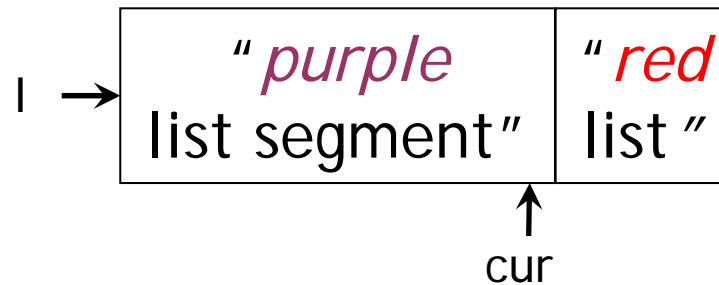 “purple “red
l list segment” list ”
cur